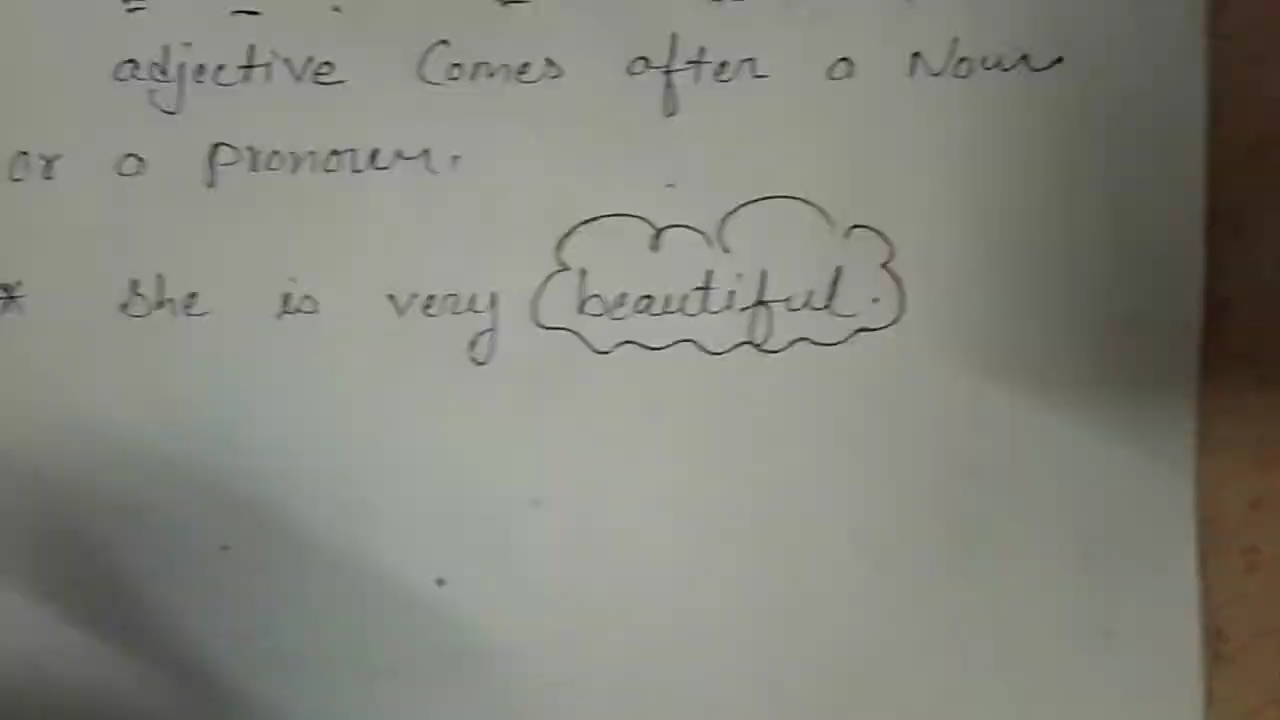 adjective Comes after a Noun
or a pronoun.
* She is very beautiful.